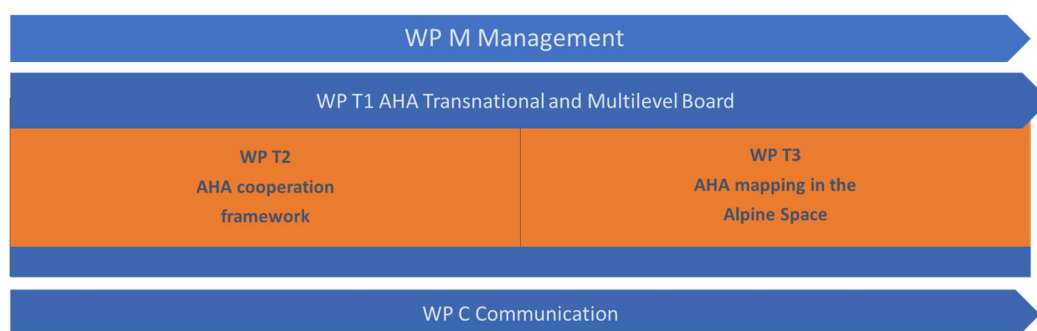 WP M Management
WP T1 AHA Transnational and Multilevel Board
WP T2
AHA cooperation
framework
WP T3
AHA mapping in the
Alpine Space
WP C Communication